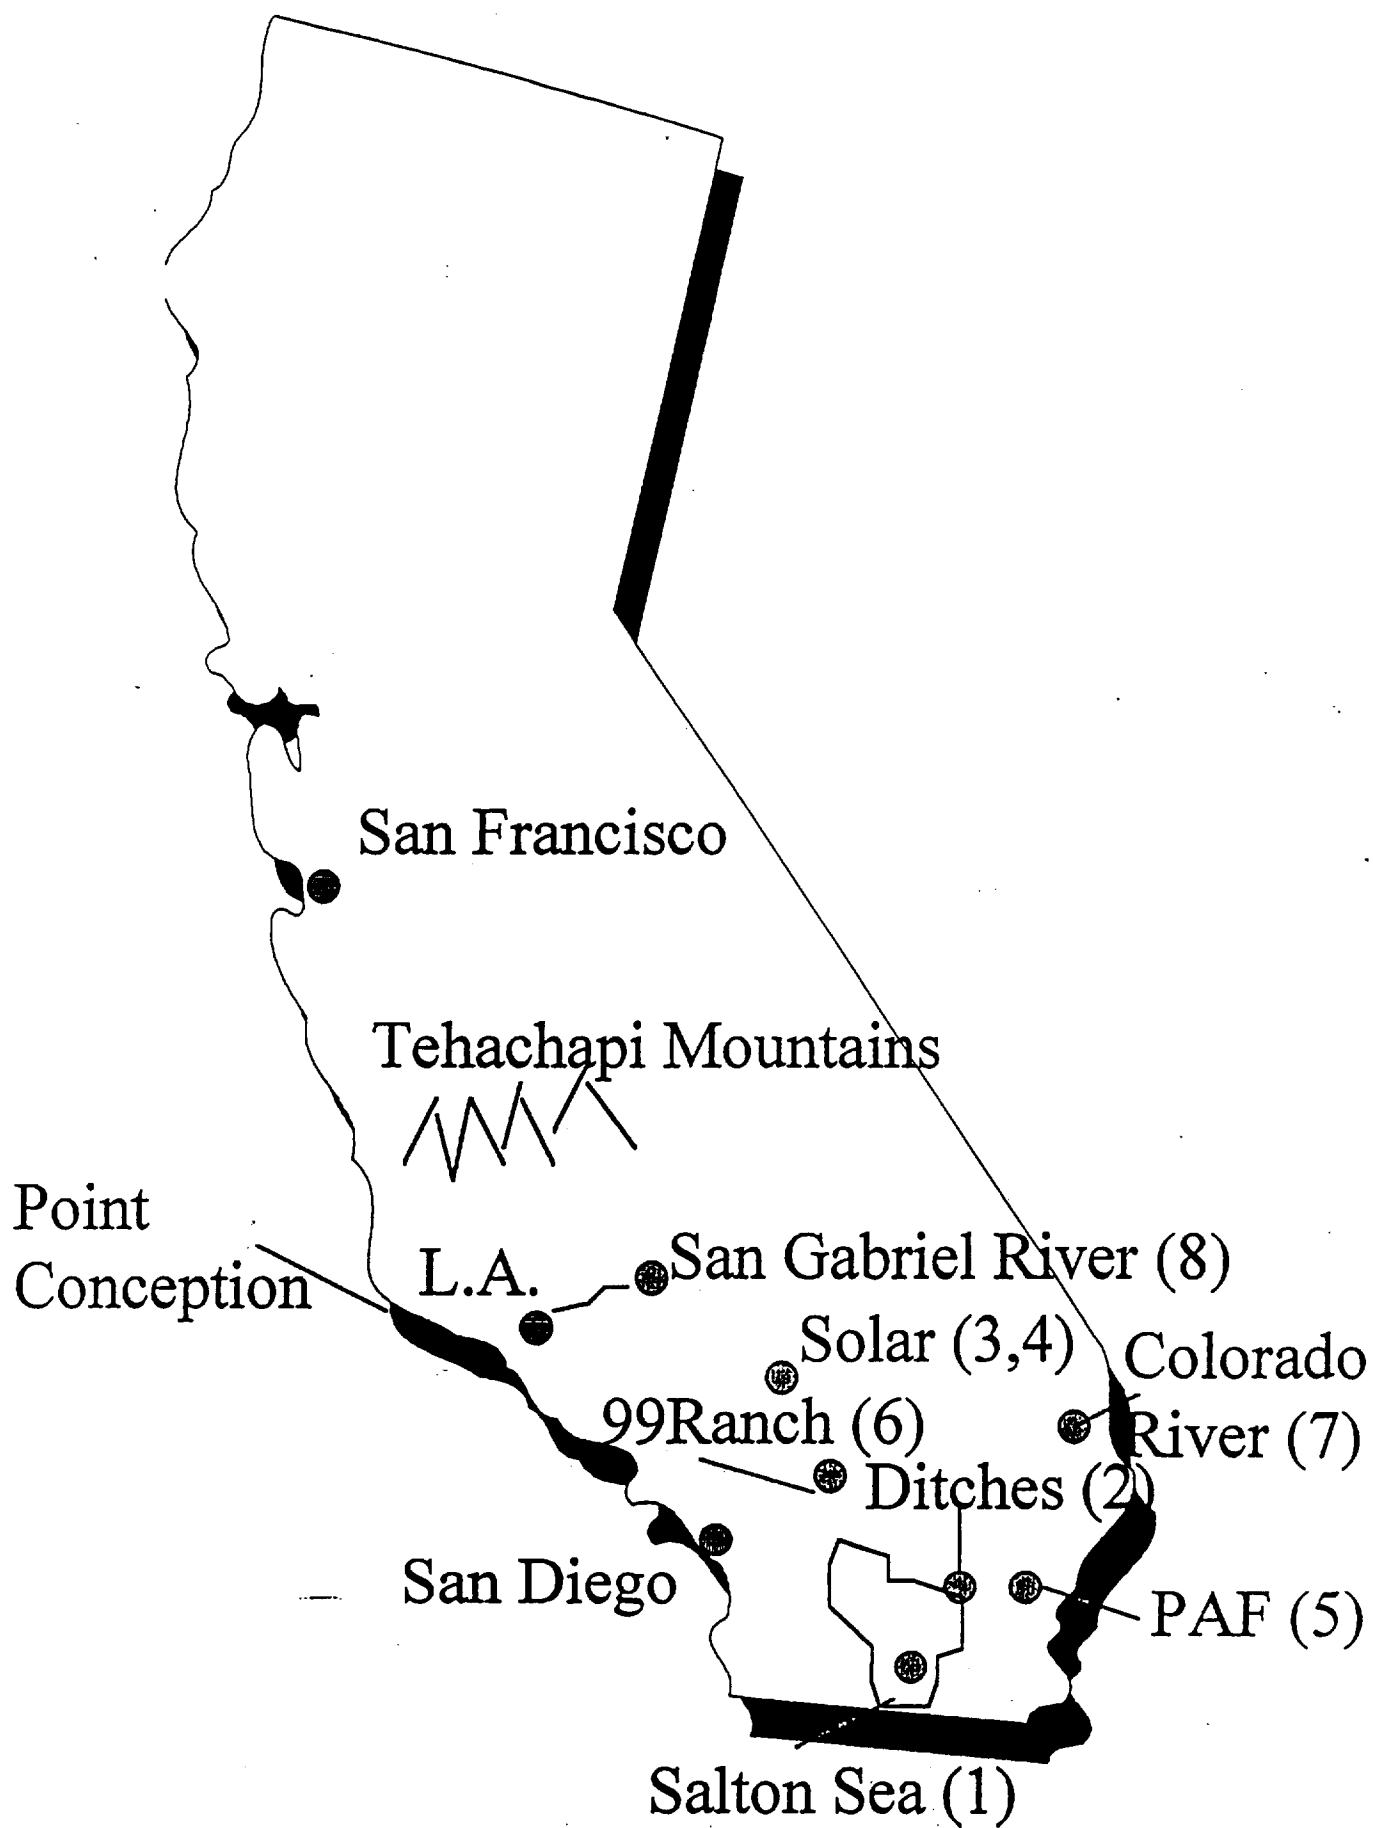 San Francisco
Tehachapi Mountains
Point
Conception
L.A.
San Gabriel River (8)
Solar (3,4)
Colorado
River (7)
99Ranch (6)
Ditches (2)
San Diego
PAF (5)
Salton Sea (1)